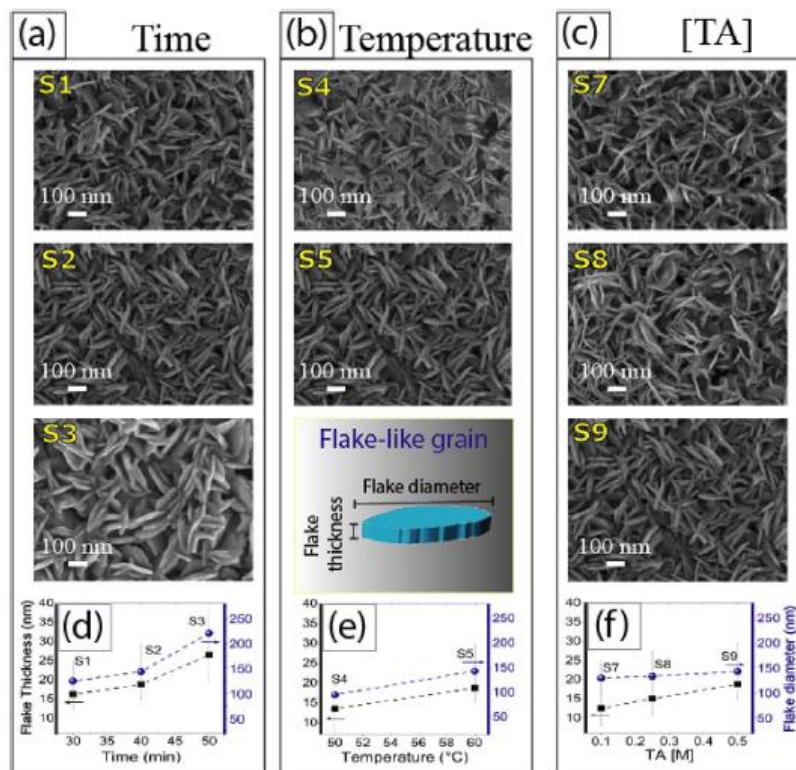 (a) Time
S1
100 nm
S2
100 nm
S3
100 nm
(b) Temperature
S4
100 nm
S5
100 nm
Flake-like grain
Flake diameter
Flake
thickness
(c) [TA]
S7
100 nm
S8
100 nm
S9
100 nm
(d)
Flake Thickness (nm)
40
35
30
25
20
15
10
S1
S2
S3
250
200
150
100
50
30 35 40 45 50
Time (min)
(e)
40
35
30
25
20
15
10
S4
S5
250
200
150
100
50
50 52 54 56 58 60
Temperature (°C)
(f)
40
35
30
25
20
15
10
S7
S8
S9
250
200
150
100
50
Flake diameter (nm)
0.1 0.2 0.3 0.4 0.5
TA [M]